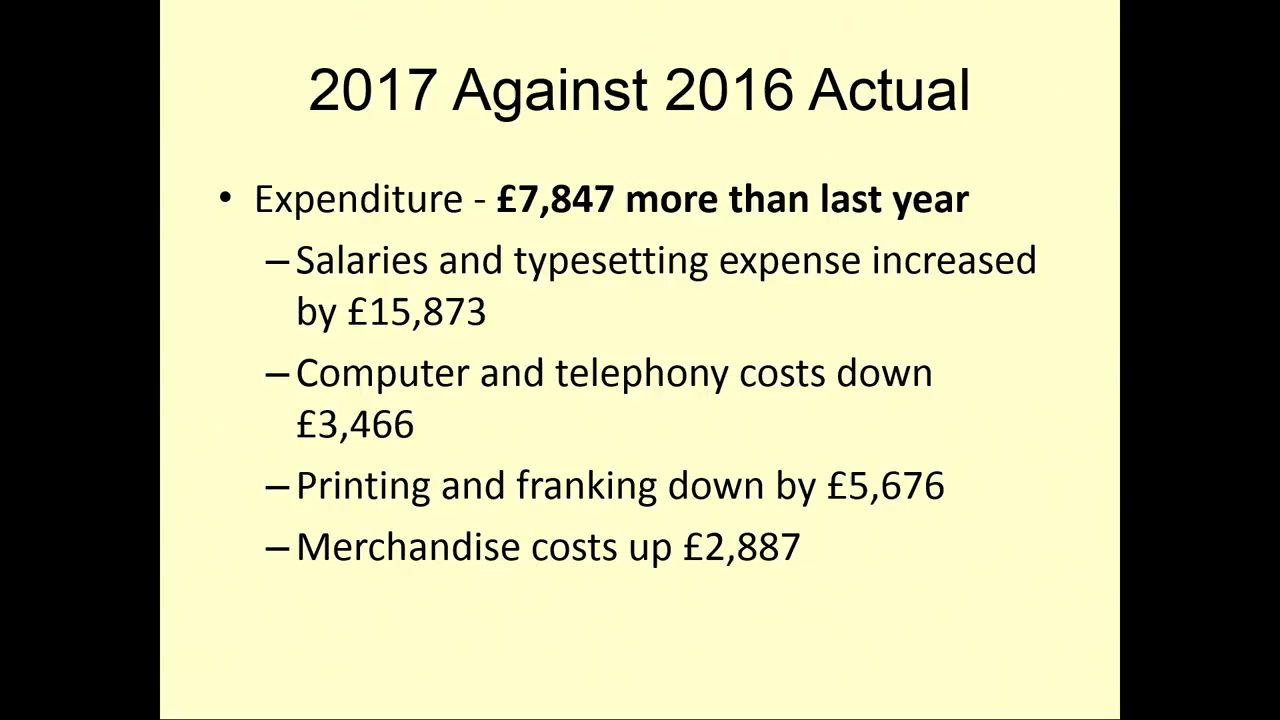 2017 Against 2016 Actual
• Expenditure - £7,847 more than last year
– Salaries and typesetting expense increased
by £15,873
– Computer and telephony costs down
£3,466
– Printing and franking down by £5,676
– Merchandise costs up £2,887